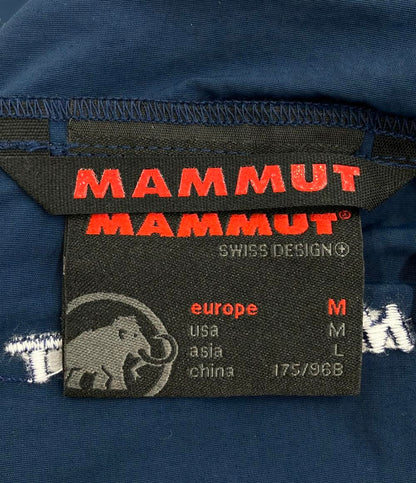 MAMMUT
MAMMUT®
SWISS DESIGN
europe M
usa M
asia L
china 175/96B